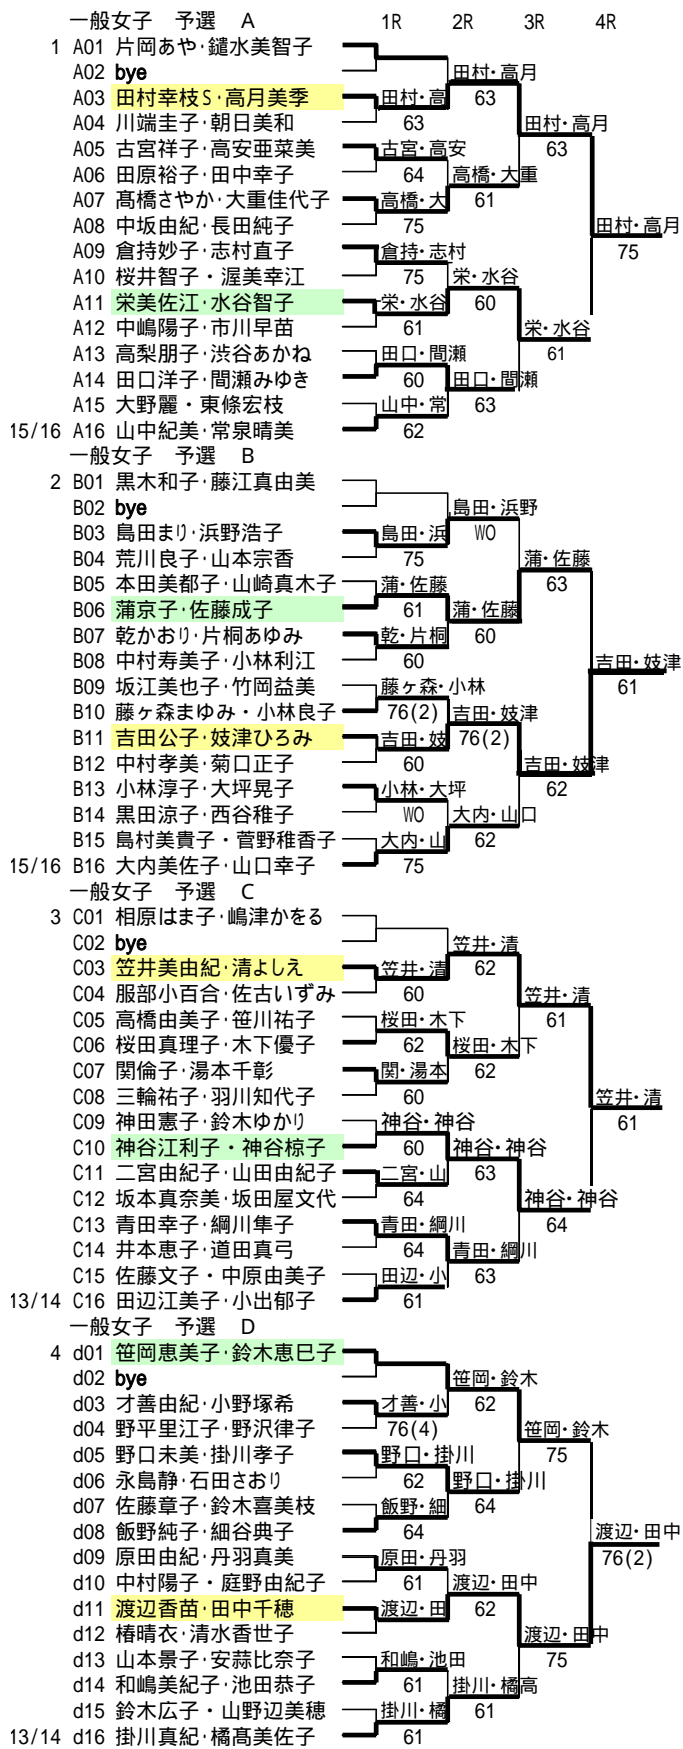 一般女子　予選　A 1R 2R 3R 4R
1 A01 片岡あや･鑓水美智子
A02 bye 田村･高月
A03 田村幸枝S･高月美季 田村･高 63
A04 川端圭子･朝日美和 63 田村･高月
A05 古宮祥子･高安亜菜美 古宮･高安 63
A06 田原裕子･田中幸子 64 高橋･大重
A07 髙橋さやか･大重佳代子 高橋･大 61
A08 中坂由紀･長田純子 75 田村･高月
A09 倉持妙子･志村直子 倉持･志村 75
A10 桜井智子・渥美幸江 75 栄･水谷
A11 栄美佐江･水谷智子 栄･水谷 60
A12 中嶋陽子･市川早苗 61 栄･水谷
A13 高梨朋子･渋谷あかね 田口･間瀬 61
A14 田口洋子･間瀬みゆき 60 田口･間瀬
A15 大野麗・東條宏枝 山中･常 63
15/16 A16 山中紀美･常泉晴美 62
一般女子　予選　B
2 B01 黒木和子･藤江真由美
B02 bye 島田･浜野
B03 島田まり･浜野浩子 島田･浜 WO
B04 荒川良子･山本宗香 75 蒲･佐藤
B05 本田美都子･山崎真木子 蒲･佐藤 63
B06 蒲京子･佐藤成子 61 蒲･佐藤
B07 乾かおり･片桐あゆみ 乾･片桐 60
B08 中村寿美子･小林利江 60 吉田･妓津
B09 坂江美也子･竹岡益美 藤ヶ森･小林 61
B10 藤ヶ森まゆみ・小林良子 76(2) 吉田･妓津
B11 吉田公子･妓津ひろみ 吉田･妓 76(2)
B12 中村孝美･菊口正子 60 吉田･妓津
B13 小林淳子･大坪晃子 小林･大坪 62
B14 黒田涼子･西谷稚子 WO 大内･山口
B15 島村美貴子・菅野稚香子 大内･山 62
15/16 B16 大内美佐子･山口幸子 75
一般女子　予選　C
3 C01 相原はま子･嶋津かをる
C02 bye 笠井･清
C03 笠井美由紀･清よしえ 笠井･清 62
C04 服部小百合･佐古いずみ 60 笠井･清
C05 高橋由美子･笹川祐子 桜田･木下 61
C06 桜田真理子･木下優子 62 桜田･木下
C07 関倫子･湯本千彰 関･湯本 62
C08 三輪祐子･羽川知代子 60 笠井･清
C09 神田憲子･鈴木ゆかり 神谷･神谷 61
C10 神谷江利子・神谷椋子 60 神谷･神谷
C11 二宮由紀子･山田由紀子 二宮･山 63
C12 坂本真奈美･坂田屋文代 64 神谷･神谷
C13 青田幸子･綱川隼子 青田･綱川 64
C14 井本恵子･道田真弓 64 青田･綱川
C15 佐藤文子・中原由美子 田辺･小 63
13/14 C16 田辺江美子･小出郁子 61
一般女子　予選　D
4 d01 笹岡恵美子･鈴木恵巳子
d02 bye 笹岡･鈴木
d03 才善由紀･小野塚希 才善･小 62
d04 野平里江子･野沢律子 76(4) 笹岡･鈴木
d05 野口未美･掛川孝子 野口･掛川 75
d06 永島静･石田さおり 62 野口･掛川
d07 佐藤章子･鈴木喜美枝 飯野･細 64
d08 飯野純子･細谷典子 64 渡辺･田中
d09 原田由紀･丹羽真美 原田･丹羽 76(2)
d10 中村陽子・庭野由紀子 61 渡辺･田中
d11 渡辺香苗･田中千穂 渡辺･田 62
d12 椿晴衣･清水香世子 渡辺･田中
d13 山本景子･安蒜比奈子 和嶋･池田 75
d14 和嶋美紀子･池田恭子 61 掛川･橘高
d15 鈴木広子・山野辺美穂 掛川･橘 61
13/14 d16 掛川真紀･橘髙美佐子 61